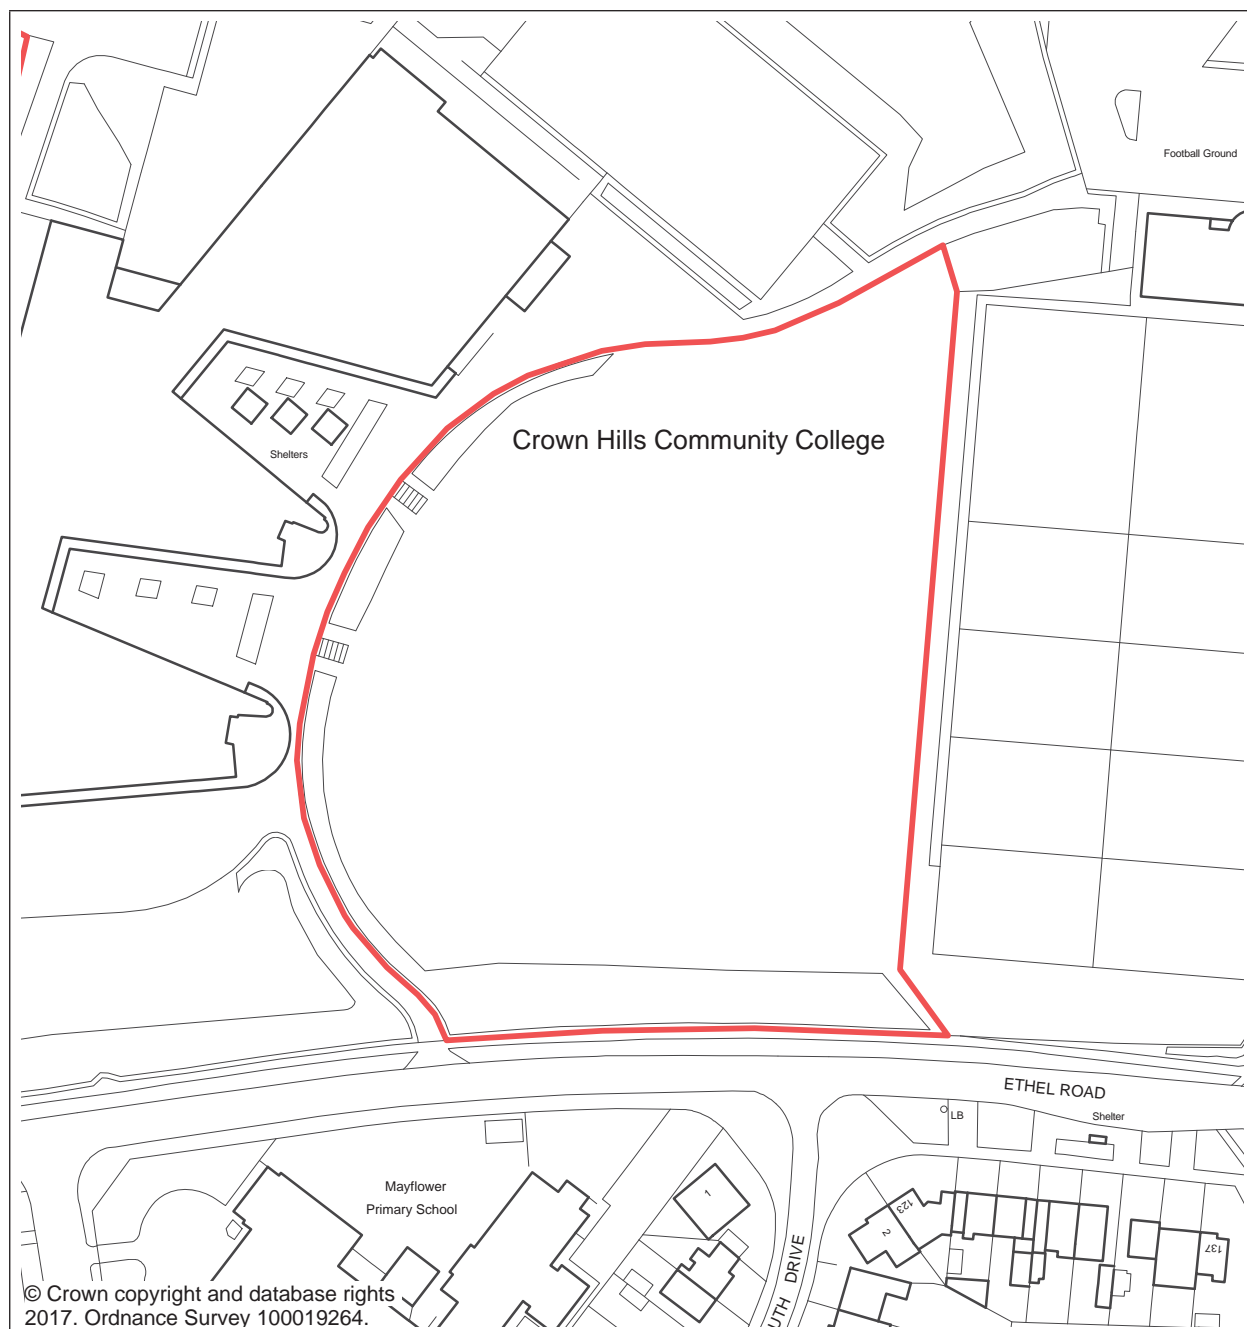 Football Ground
Crown Hills Community College
Shelters
ETHEL ROAD
LB
Shelter
Mayflower
Primary School
1
123
2
137
DRIVE
© Crown copyright and database rights
2017. Ordnance Survey 100019264.